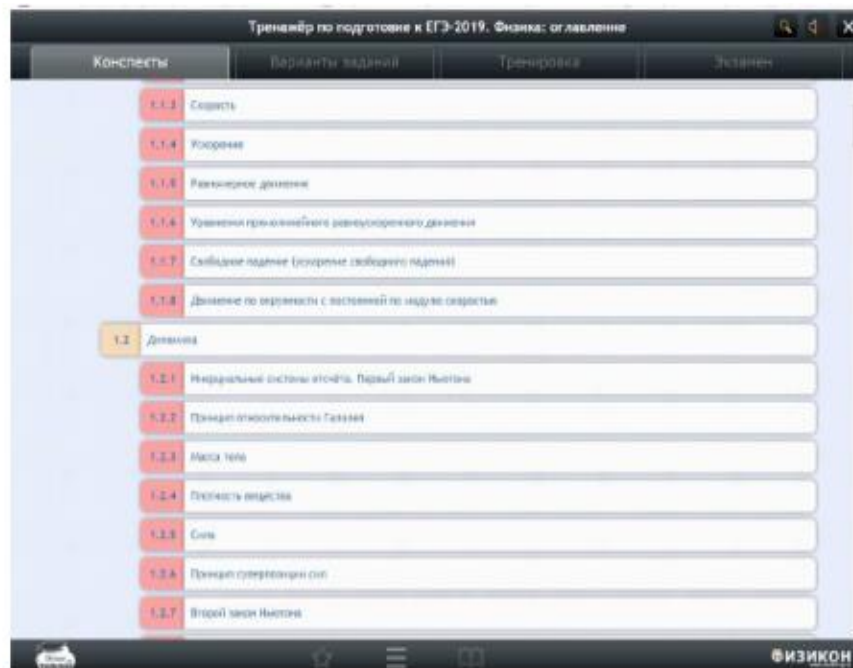 Тренажёр по подготовке к ЕГЭ-2019. Физика: оглавление
Конспекты Варианты заданий Тренировка Экзамен
1.1.3 Скорость
1.1.4 Ускорение
1.1.5 Равномерное движение
1.1.6 Уравнения прямолинейного равноускоренного движения
1.1.7 Свободное падение (ускорение свободного падения)
1.1.8 Движение по окружности с постоянной по модулю скоростью
1.2 Динамика
1.2.1 Инерциальные системы отсчёта. Первый закон Ньютона
1.2.2 Принцип относительности Галилея
1.2.3 Масса тела
1.2.4 Плотность вещества
1.2.5 Сила
1.2.6 Принцип суперпозиции сил
1.2.7 Второй закон Ньютона
ФИЗИКОН